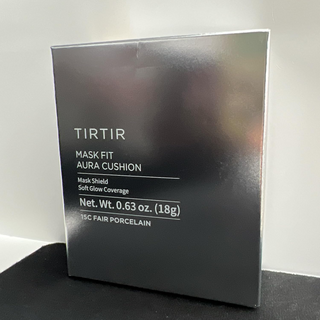 TIRTIR
MASK FIT
AURA CUSHION
Mask Shield
Soft Glow Coverage
Net. Wt. 0.63 oz. (18g)
15C FAIR PORCELAIN